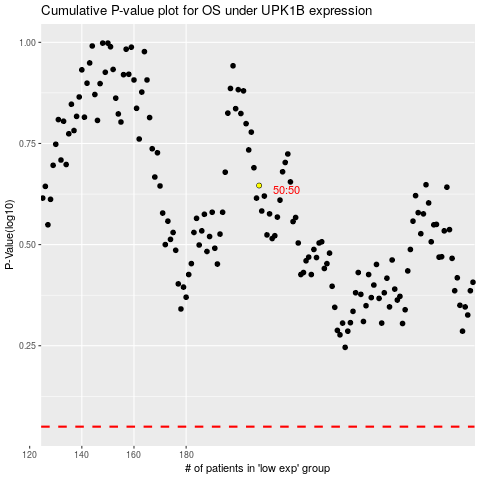 Cumulative P-value plot for OS under UPK1B expression
P-Value(log10)
1.00
0.75
0.50
0.25
50:50
120 140 160 180
# of patients in 'low exp' group